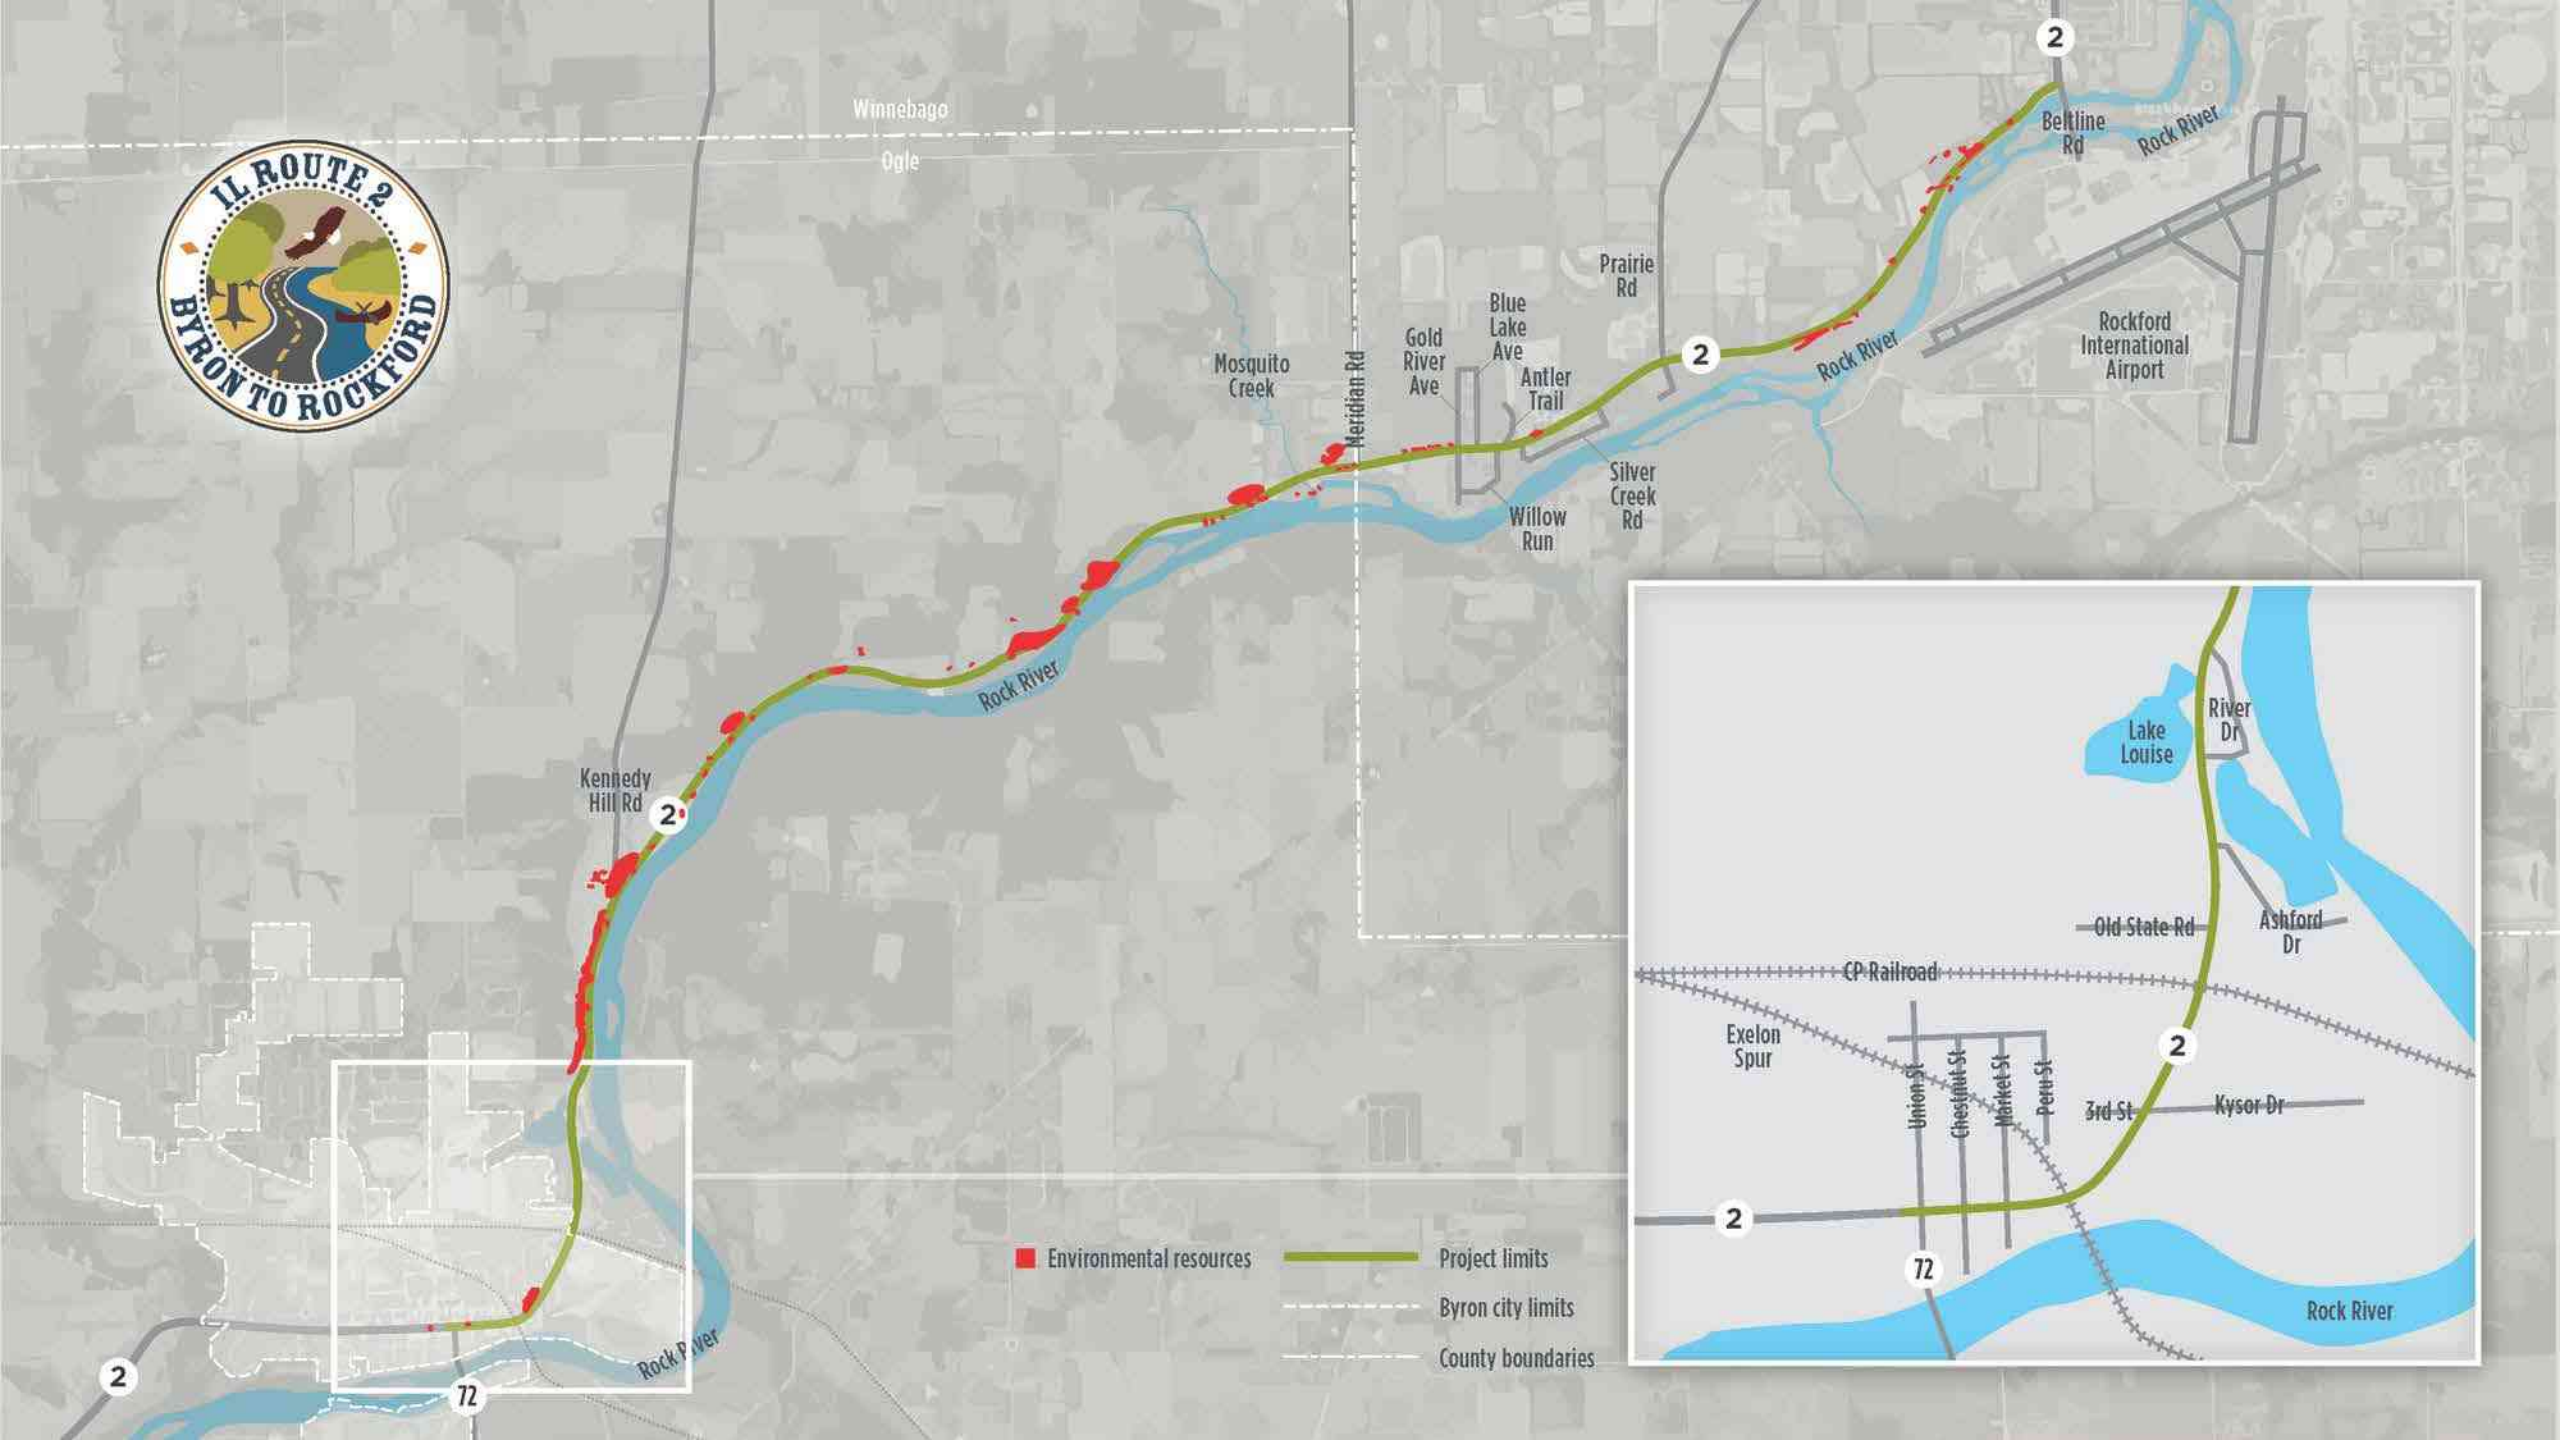 2
Winnebago
Ogle
IL ROUTE 2
BYRON TO ROCKFORD
Beltline
Rd
Rock River
Prairie
Rd
Blue
Lake
Ave
Gold
River
Ave
Antler
Trail
Mosquito
Creek
Meridian Rd
2
Rock River
Rockford
International
Airport
Silver
Creek
Rd
Willow
Run
Rock River
Kennedy
Hill Rd
2
River
Dr
Lake
Louise
Old State Rd
Ashford
Dr
CP Railroad
Exelon
Spur
2
Union St
Chestnut St
Market St
Peru St
3rd St
Kysor Dr
2
72
Rock River
Environmental resources
Project limits
Byron city limits
County boundaries
Rock River
2
72